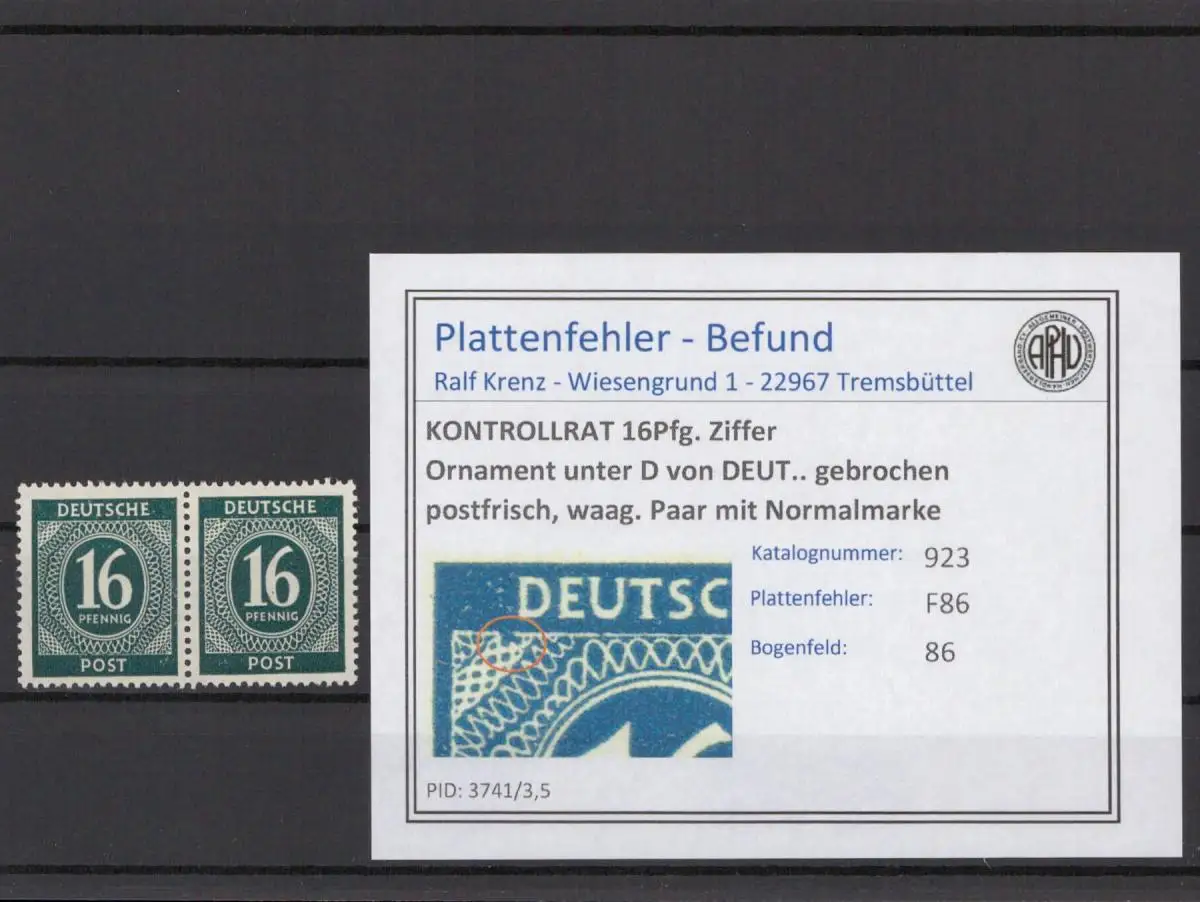 DEUTSCHE
16
PFENNIG
POST
DEUTSCHE
16
PFENNIG
POST
Plattenfehler - Befund
Ralf Krenz - Wiesengrund 1 - 22967 Tremsbüttel
APHV
KONTROLLRAT 16Pfg. Ziffer
Ornament unter D von DEUT.. gebrochen
postfrisch, waag. Paar mit Normalmarke
DEUTSC
Katalognummer: 923
Plattenfehler: F86
Bogenfeld: 86
PID: 3741/3,5